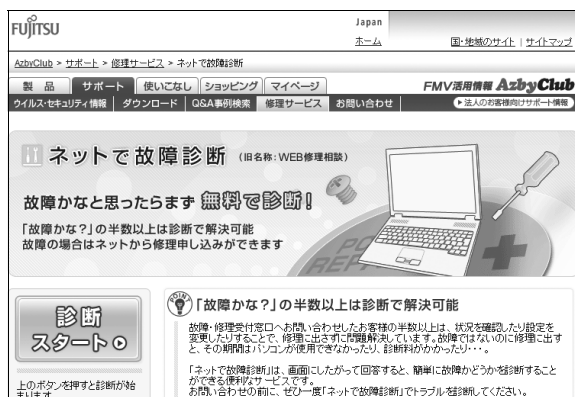 FUJITSU
Japan
ホーム
国・地域のサイト | サイトマップ
AzbyClub > サポート > 修理サービス > ネットで故障診断
製 品 サポート 使いこなし ショッピング マイページ
FMV活用情報 AzbyClub
ウイルス・セキュリティ情報 | ダウンロード | Q&A事例検索 | 修理サービス | お問い合わせ
法人のお客様向けサポート情報
ネットで故障診断 (旧名称:WEB修理相談)
故障かなと思ったらまず 無料で診断!
「故障かな?」の半数以上は診断で解決可能
故障の場合はネットから修理申し込みができます
PC
REPAIR
診断
スタート
上のボタンを押すと診断が始
まります
POINT
「故障かな?」の半数以上は診断で解決可能
故障・修理受付窓口へお問い合わせしたお客様の半数以上は、状況を確認したり設定を
変更したりすることで、修理に出さずに問題解決しています。故障ではないのに修理に出す
と、その期間はパソコンが使用できなかったり、診断料がかかったり・・・。
「ネットで故障診断」は、画面にしたがって回答すると、簡単に故障かどうかを診断すること
ができる便利なサービスです。
お問い合わせの前に、ぜひ一度「ネットで故障診断」でトラブルを診断してください。